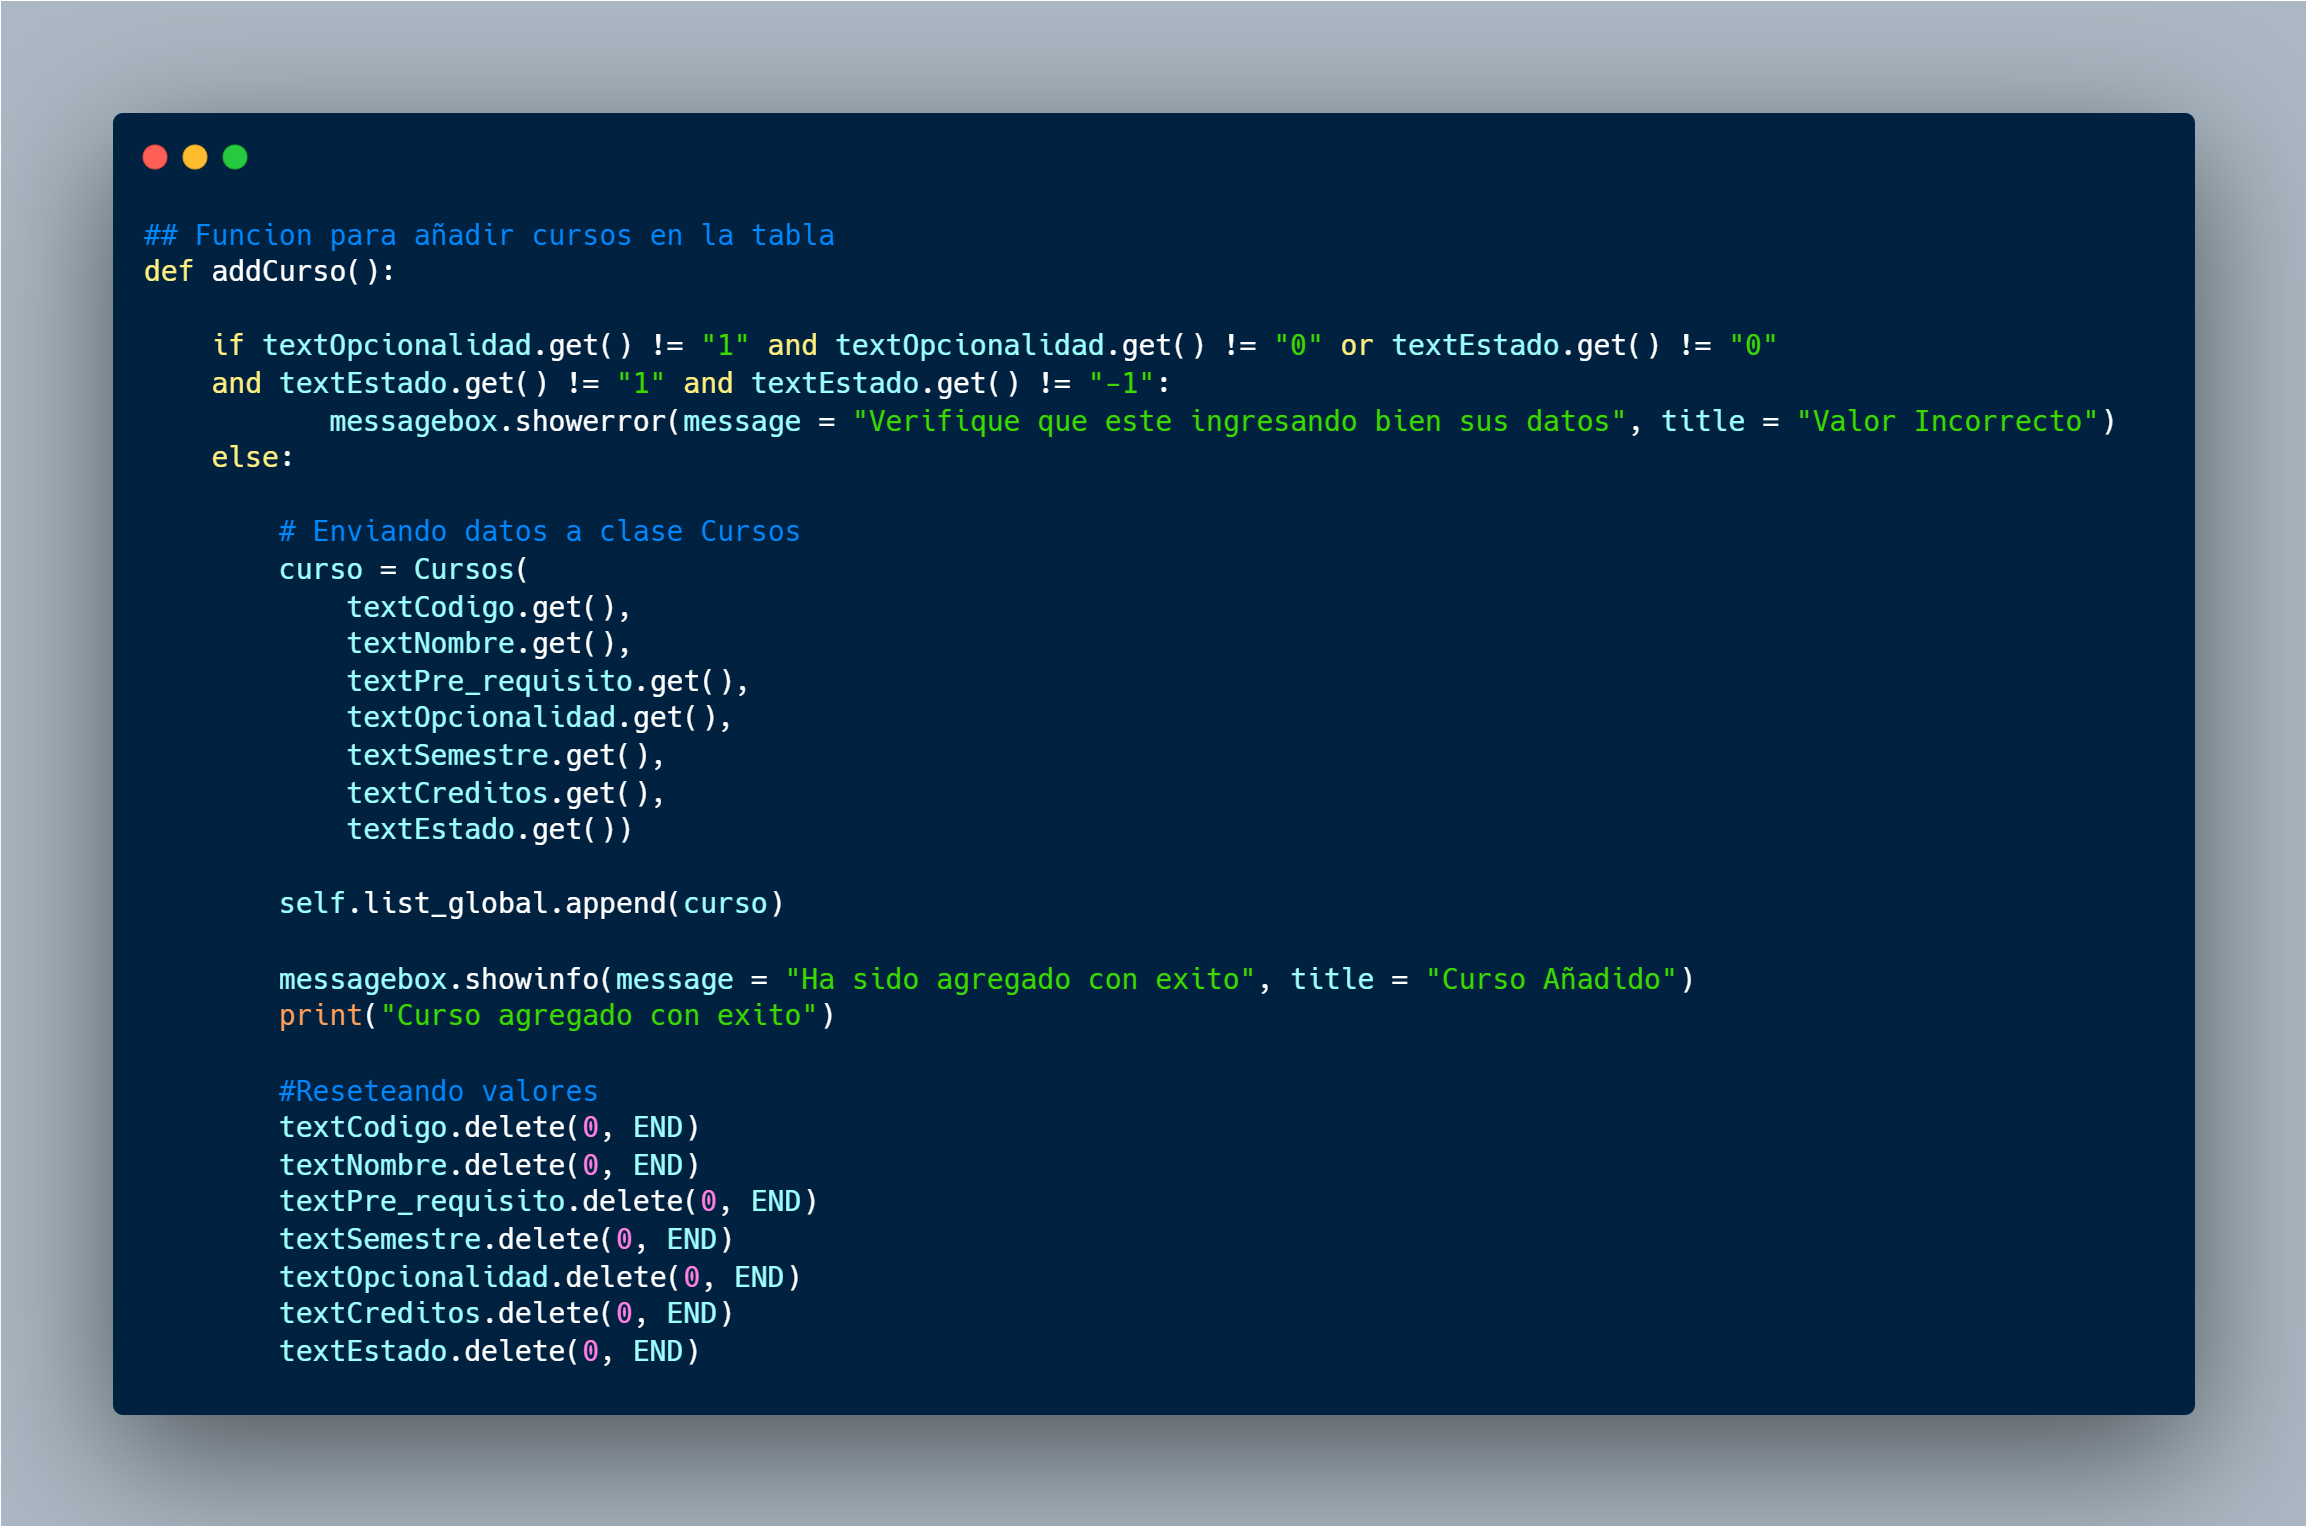 ## Funcion para añadir cursos en la tabla
def addCurso():
    if textOpcionalidad.get() != "1" and textOpcionalidad.get() != "0" or textEstado.get() != "0"
    and textEstado.get() != "1" and textEstado.get() != "-1":
           messagebox.showerror(message = "Verifique que este ingresando bien sus datos", title = "Valor Incorrecto")
    else:
        # Enviando datos a clase Cursos
        curso = Cursos(
            textCodigo.get(),
            textNombre.get(),
            textPre_requisito.get(),
            textOpcionalidad.get(),
            textSemestre.get(),
            textCreditos.get(),
            textEstado.get())
        self.list_global.append(curso)
        messagebox.showinfo(message = "Ha sido agregado con exito", title = "Curso Añadido")
        print("Curso agregado con exito")
        #Reseteando valores
        textCodigo.delete(0, END)
        textNombre.delete(0, END)
        textPre_requisito.delete(0, END)
        textSemestre.delete(0, END)
        textOpcionalidad.delete(0, END)
        textCreditos.delete(0, END)
        textEstado.delete(0, END)